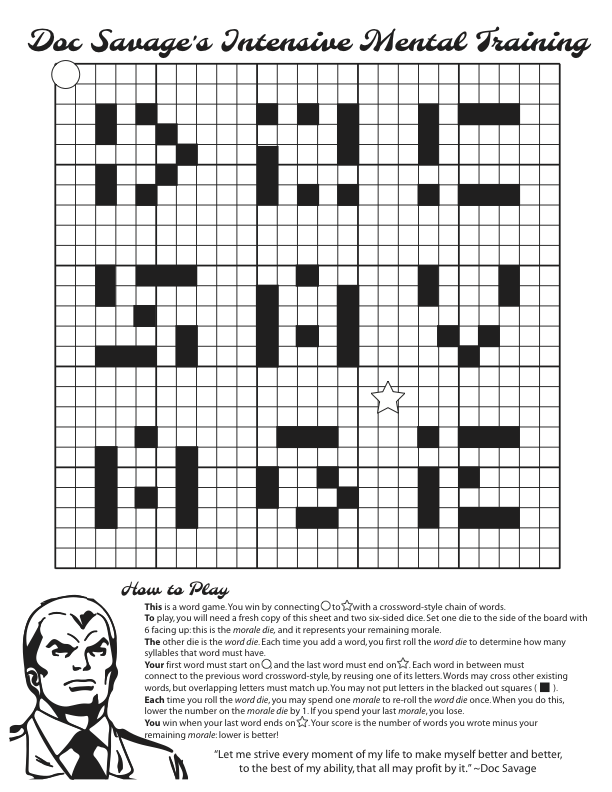 Doc Savage's Intensive Mental Training
How to Play
This is a word game. You win by connecting to with a crossword-style chain of words.
To play, you will need a fresh copy of this sheet and two six-sided dice. Set one die to the side of the board with
6 facing up: this is the morale die, and it represents your remaining morale.
The other die is the word die. Each time you add a word, you first roll the word die to determine how many
syllables that word must have.
Your first word must start on , and the last word must end on . Each word in between must
connect to the previous word crossword-style, by reusing one of its letters. Words may cross other existing
words, but overlapping letters must match up. You may not put letters in the blacked out squares ( ).
Each time you roll the word die, you may spend one morale to re-roll the word die once. When you do this,
lower the number on the morale die by 1. If you spend your last morale, you lose.
You win when your last word ends on . Your score is the number of words you wrote minus your
remaining morale: lower is better!
"Let me strive every moment of my life to make myself better and better,
to the best of my ability, that all may profit by it." ~Doc Savage